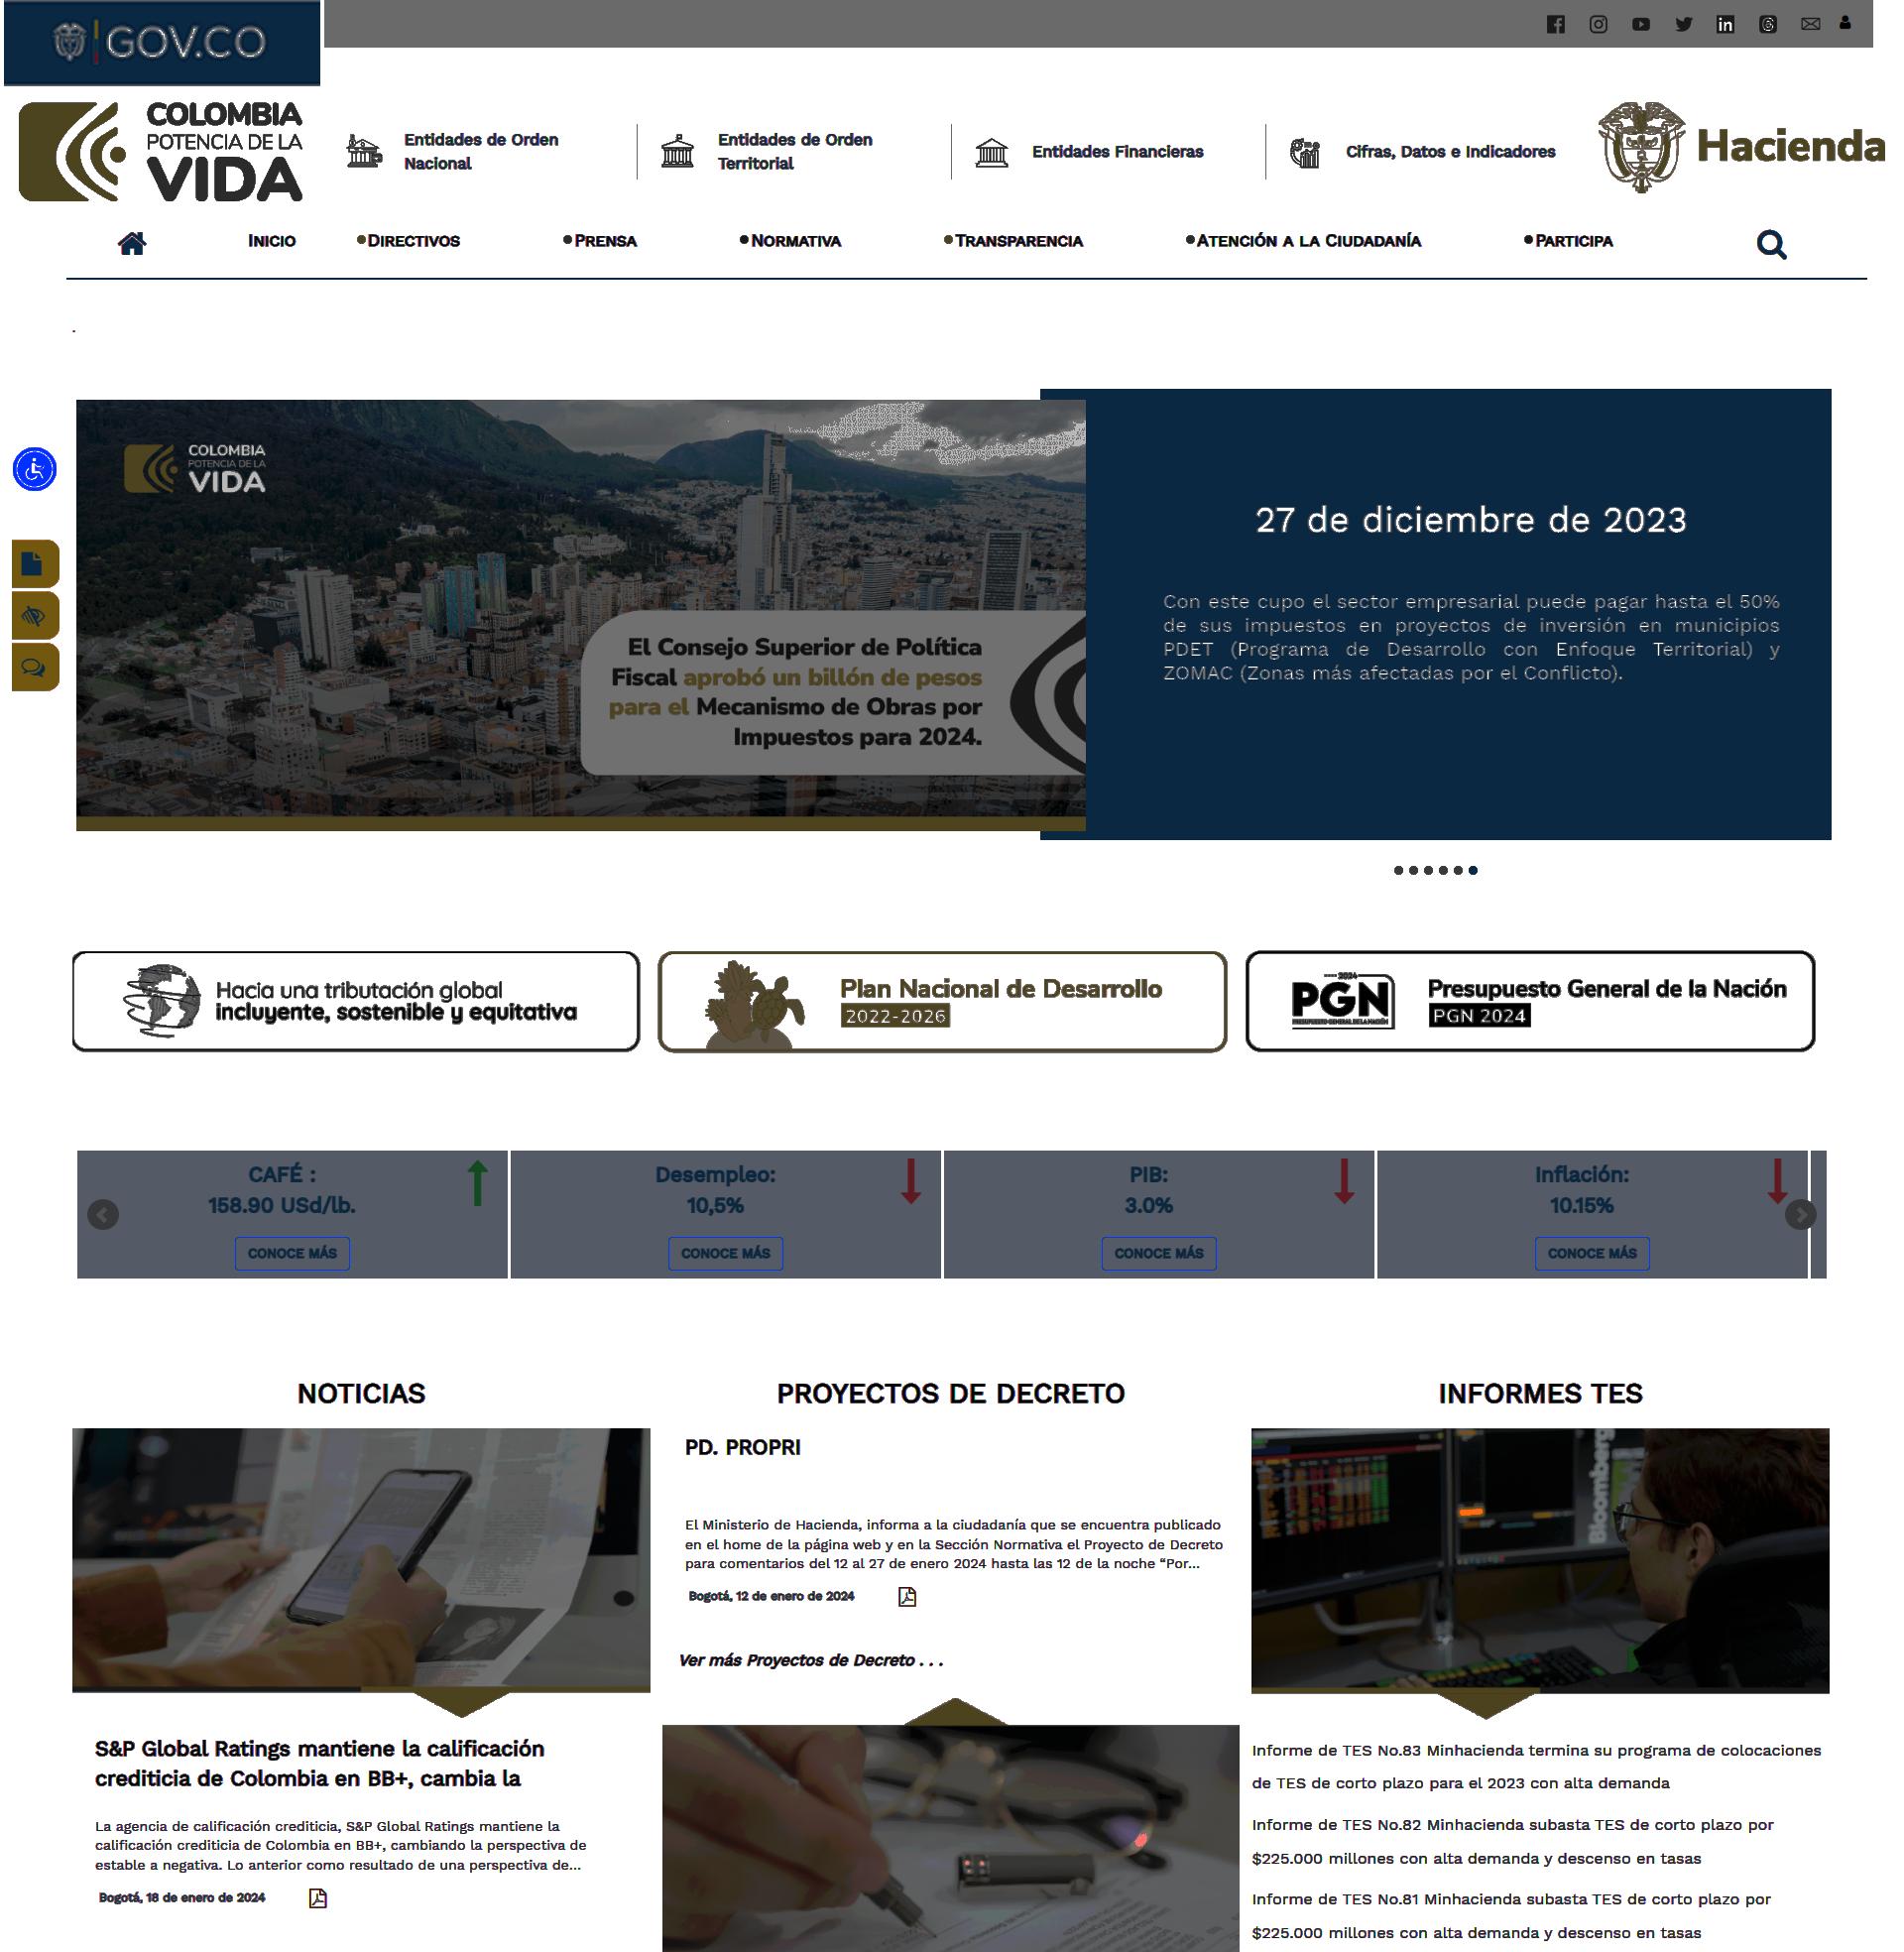 GOV.CO
COLOMBIA
POTENCIA DE LA
VIDA
Entidades de Orden
Nacional
Entidades de Orden
Territorial
Entidades Financieras
Cifras, Datos e Indicadores
Hacienda
INICIO
DIRECTIVOS
PRENSA
NORMATIVA
TRANSPARENCIA
ATENCIÓN A LA CIUDADANÍA
PARTICIPA
.
COLOMBIA
POTENCIA DE LA
VIDA
El Consejo Superior de Política
Fiscal aprobó un billón de pesos
para el Mecanismo de Obras por
Impuestos para 2024.
27 de diciembre de 2023
Con este cupo el sector empresarial puede pagar hasta el 50%
de sus impuestos en proyectos de inversión en municipios
PDET (Programa de Desarrollo con Enfoque Territorial) y
ZOMAC (Zonas más afectadas por el Conflicto).
Hacia una tributación global
incluyente, sostenible y equitativa
Plan Nacional de Desarrollo
2022-2026
2024
PGN
PRESUPUESTO GENERAL DE LA NACIÓN
Presupuesto General de la Nación
PGN 2024
CAFÉ :
158.90 USd/lb.
CONOCE MÁS
Desempleo:
10,5%
CONOCE MÁS
PIB:
3.0%
CONOCE MÁS
Inflación:
10.15%
CONOCE MÁS
NOTICIAS
S&P Global Ratings mantiene la calificación
crediticia de Colombia en BB+, cambia la
La agencia de calificación crediticia, S&P Global Ratings mantiene la
calificación crediticia de Colombia en BB+, cambiando la perspectiva de
estable a negativa. Lo anterior como resultado de una perspectiva de...
Bogotá, 18 de enero de 2024
PROYECTOS DE DECRETO
PD. PROPRI
El Ministerio de Hacienda, informa a la ciudadanía que se encuentra publicado
en el home de la página web y en la Sección Normativa el Proyecto de Decreto
para comentarios del 12 al 27 de enero 2024 hasta las 12 de la noche “Por...
Bogotá, 12 de enero de 2024
Ver más Proyectos de Decreto . . .
INFORMES TES
Bloomberg
Informe de TES No.83 Minhacienda termina su programa de colocaciones
de TES de corto plazo para el 2023 con alta demanda
Informe de TES No.82 Minhacienda subasta TES de corto plazo por
$225.000 millones con alta demanda y descenso en tasas
Informe de TES No.81 Minhacienda subasta TES de corto plazo por
$225.000 millones con alta demanda y descenso en tasas